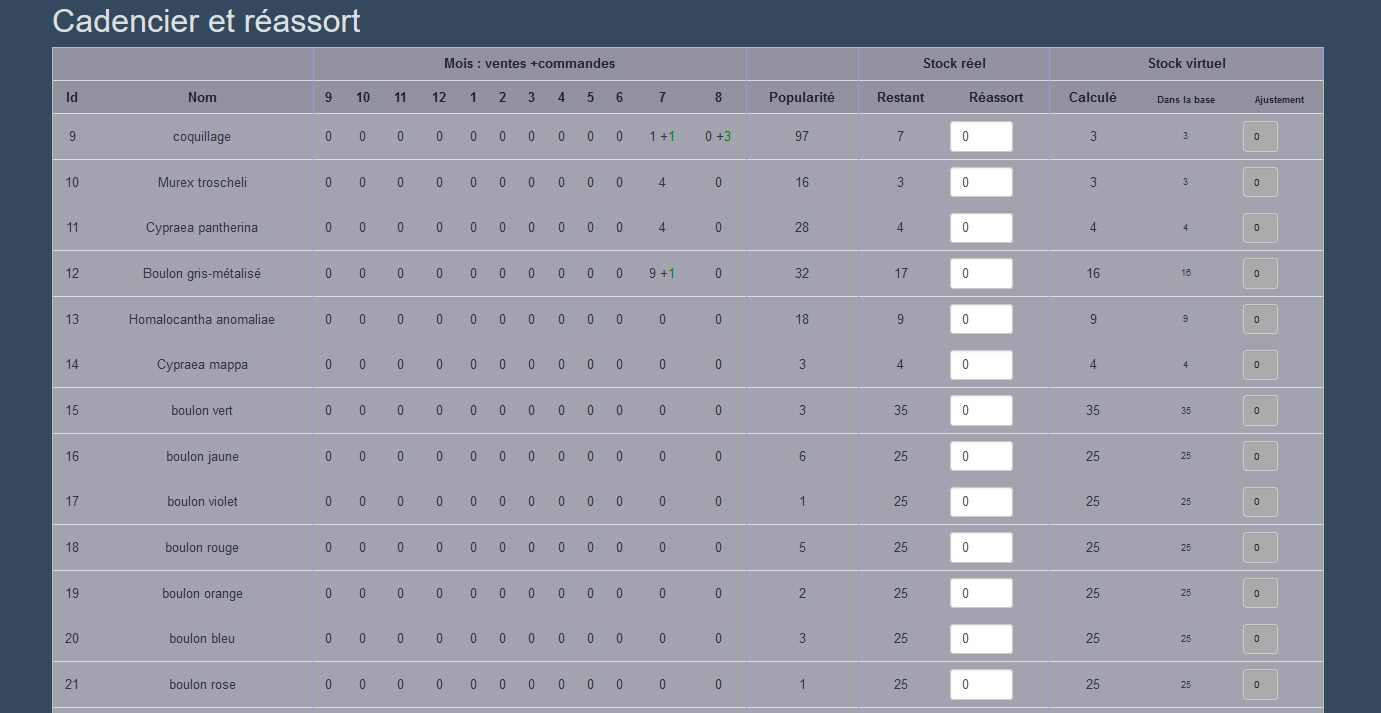 Cadencier et réassort
Mois : ventes +commandes Stock réel Stock virtuel
Id Nom 9 10 11 12 1 2 3 4 5 6 7 8 Popularité Restant Réassort Calculé Dans la base Ajustement
9 coquillage 0 0 0 0 0 0 0 0 0 0 1 +1 0 +3 97 7 0 3 3 0
10 Murex troscheli 0 0 0 0 0 0 0 0 0 0 4 0 16 3 0 3 3 0
11 Cypraea pantherina 0 0 0 0 0 0 0 0 0 0 4 0 28 4 0 4 4 0
12 Boulon gris-métalisé 0 0 0 0 0 0 0 0 0 0 9 +1 0 32 17 0 16 16 0
13 Homalocantha anomaliae 0 0 0 0 0 0 0 0 0 0 0 0 18 9 0 9 9 0
14 Cypraea mappa 0 0 0 0 0 0 0 0 0 0 0 0 3 4 0 4 4 0
15 boulon vert 0 0 0 0 0 0 0 0 0 0 0 0 3 35 0 35 35 0
16 boulon jaune 0 0 0 0 0 0 0 0 0 0 0 0 6 25 0 25 25 0
17 boulon violet 0 0 0 0 0 0 0 0 0 0 0 0 1 25 0 25 25 0
18 boulon rouge 0 0 0 0 0 0 0 0 0 0 0 0 5 25 0 25 25 0
19 boulon orange 0 0 0 0 0 0 0 0 0 0 0 0 2 25 0 25 25 0
20 boulon bleu 0 0 0 0 0 0 0 0 0 0 0 0 3 25 0 25 25 0
21 boulon rose 0 0 0 0 0 0 0 0 0 0 0 0 1 25 0 25 25 0